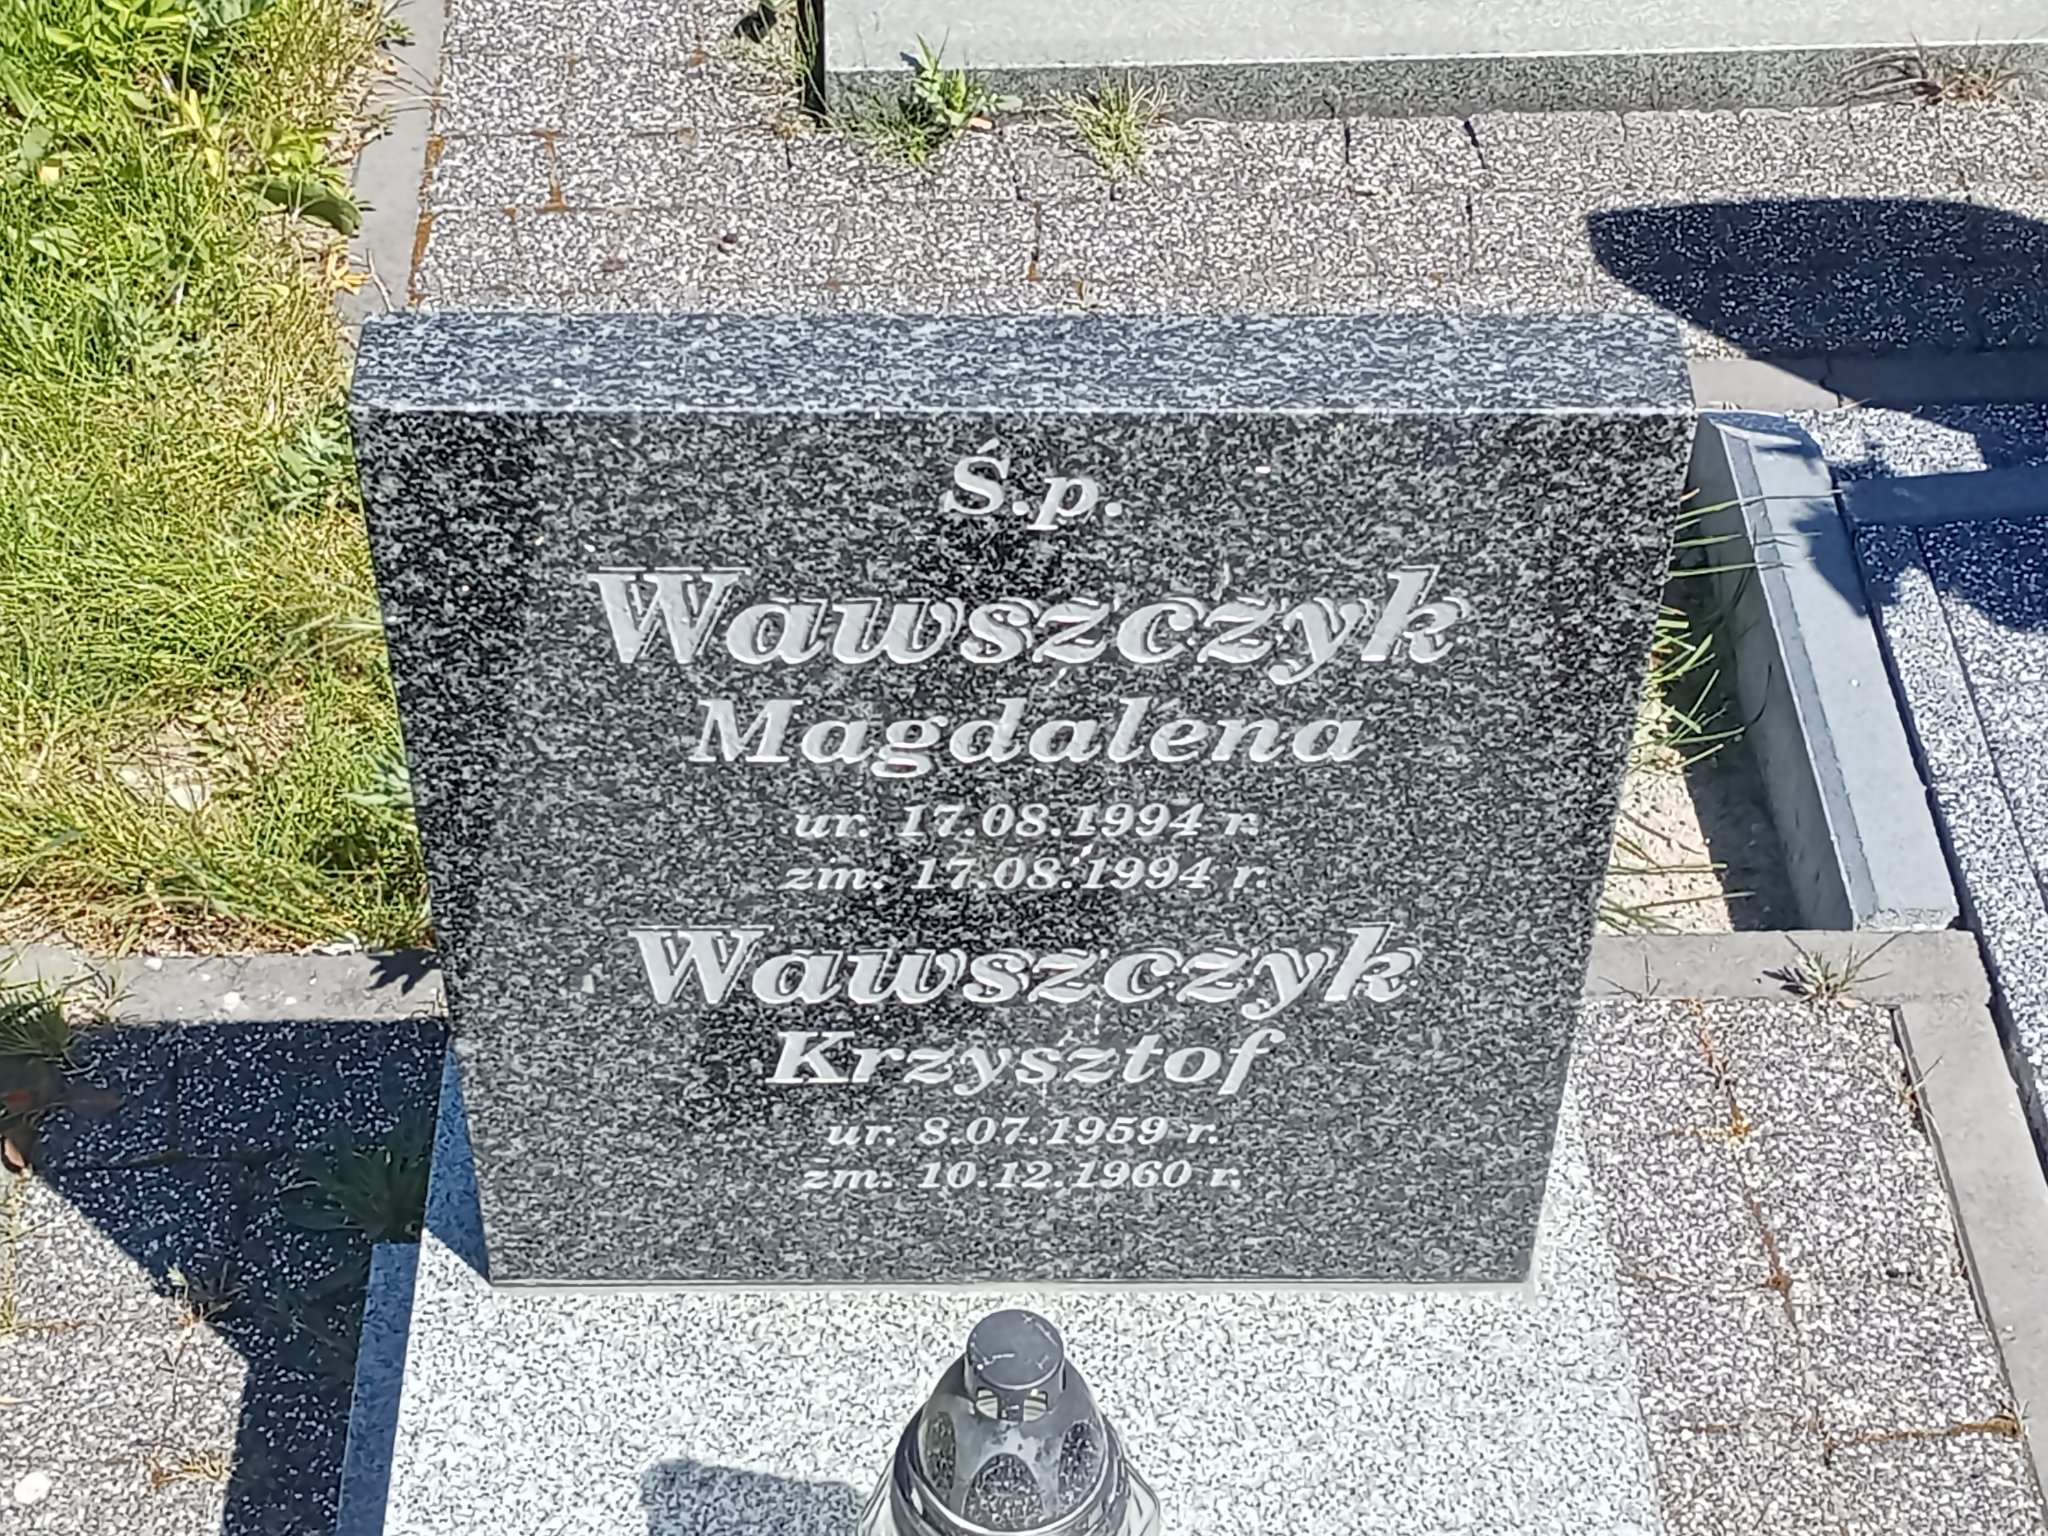 Ś.p.
Wawszczyk
Magdalena
ur. 17.08.1994 r.
zm. 17.08.1994 r.
Wawszczyk
Krzysztof
ur. 8.07.1959 r.
zm. 10.12.1960 r.